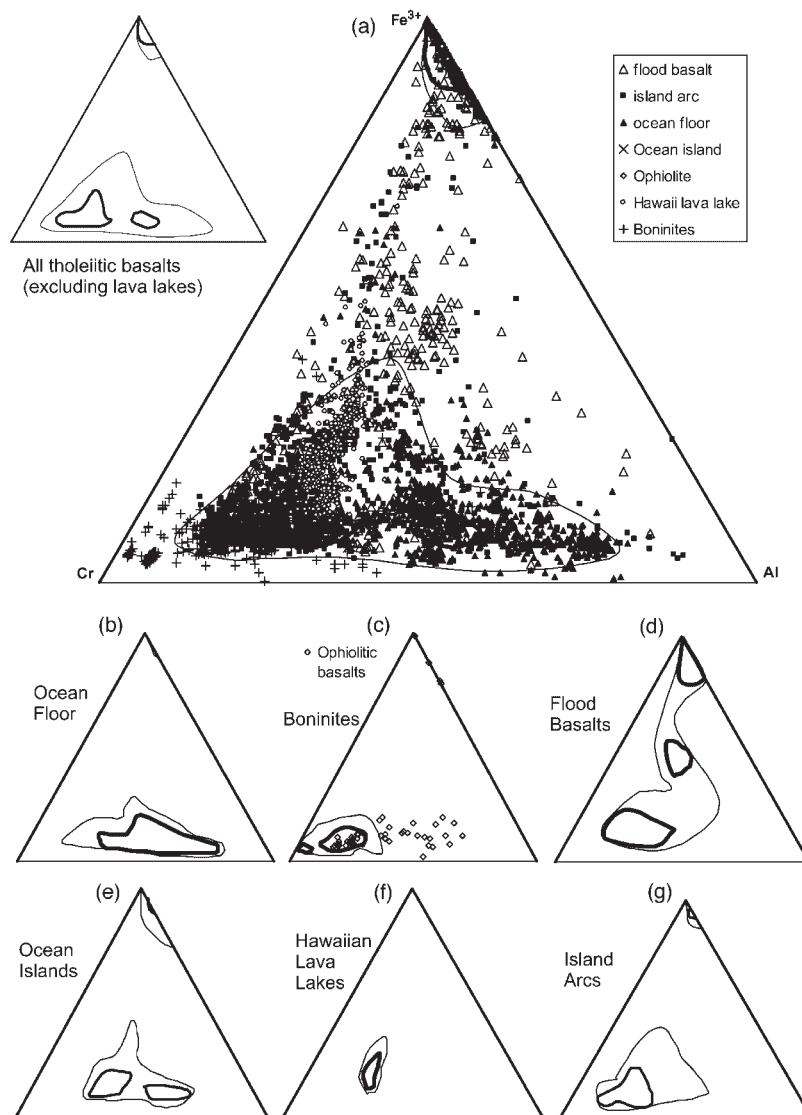 (a)
Fe3+
Cr
Al
△ flood basalt
■ island arc
▲ ocean floor
× Ocean island
◇ Ophiolite
○ Hawaii lava lake
+ Boninites
All tholeiitic basalts
(excluding lava lakes)
(b)
Ocean
Floor
(c)
◇ Ophiolitic
basalts
Boninites
(d)
Flood
Basalts
(e)
Ocean
Islands
(f)
Hawaiian
Lava
Lakes
(g)
Island
Arcs